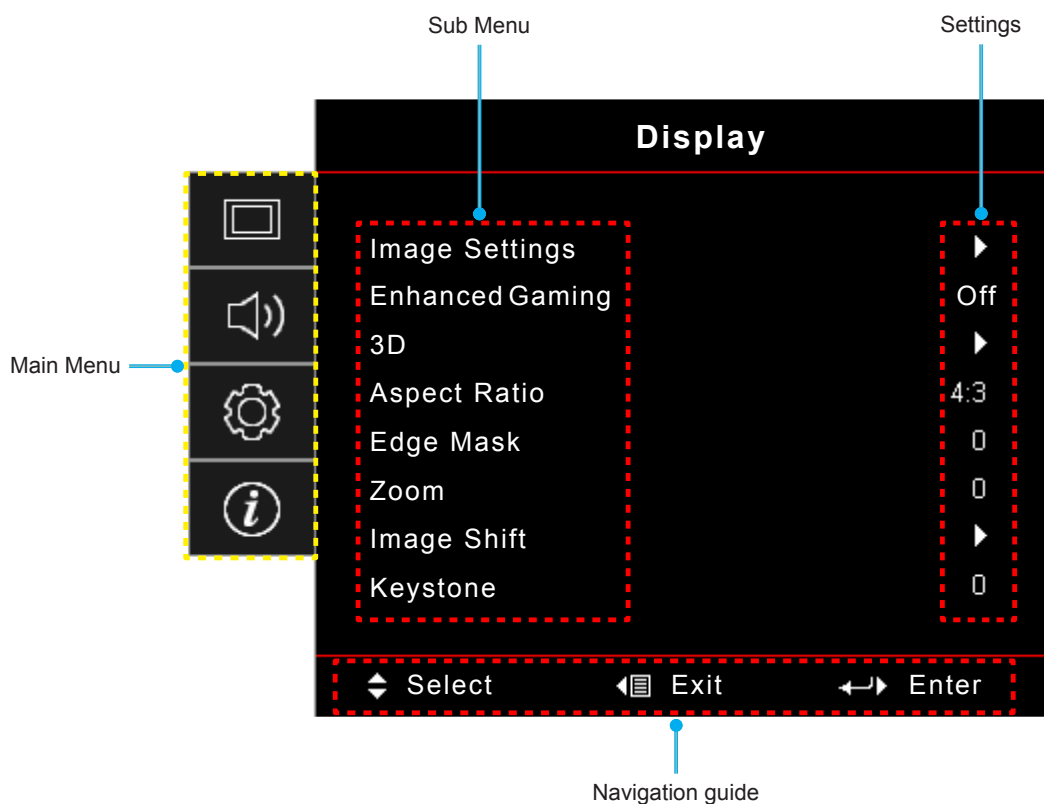 Sub Menu Settings
Display
Image Settings
Enhanced Gaming Off
3D
Main Menu
Aspect Ratio 4:3
Edge Mask 0
Zoom 0
Image Shift
Keystone 0
Select Exit Enter
Navigation guide